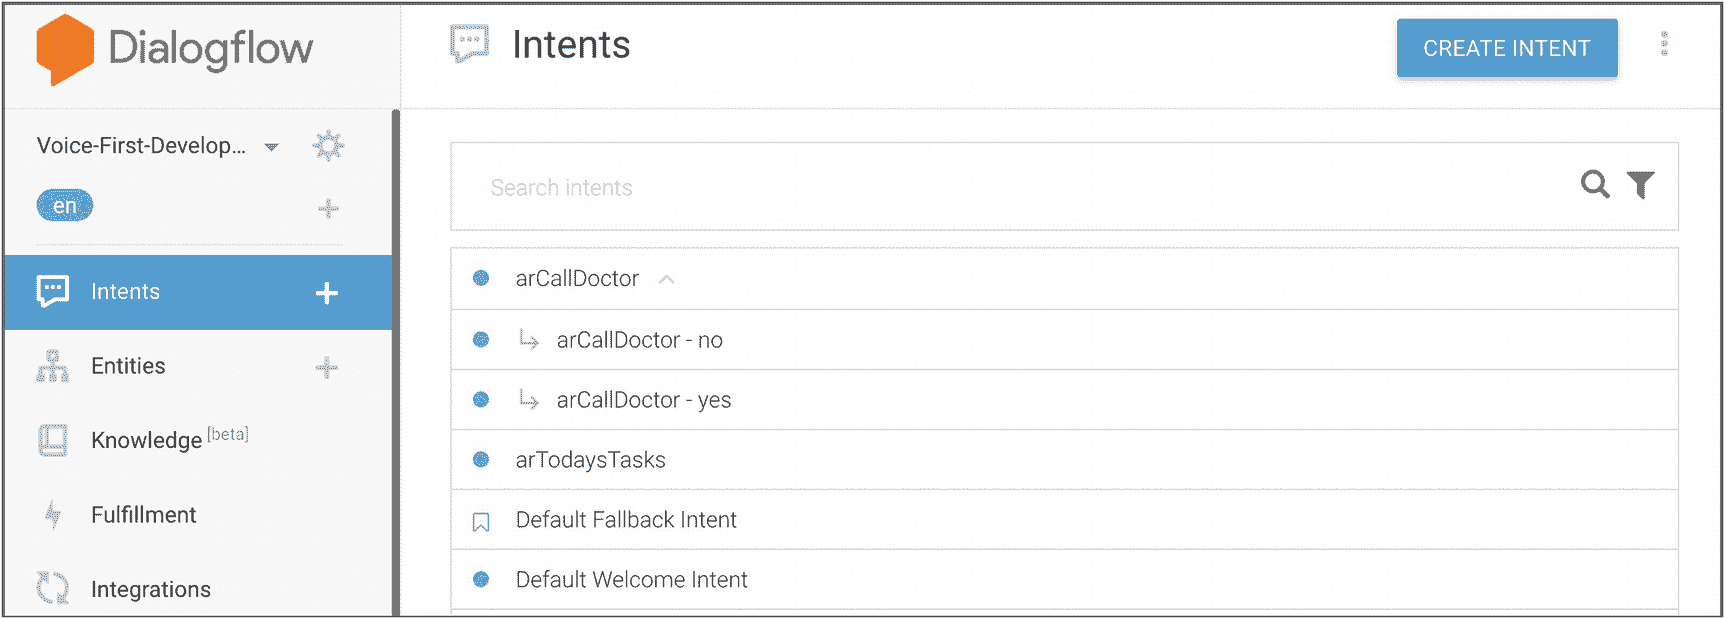 Dialogflow
Voice-First-Develop...
en
Intents
Entities
Knowledge [beta]
Fulfillment
Integrations
Intents
CREATE INTENT
Search intents
arCallDoctor
arCallDoctor - no
arCallDoctor - yes
arTodaysTasks
Default Fallback Intent
Default Welcome Intent